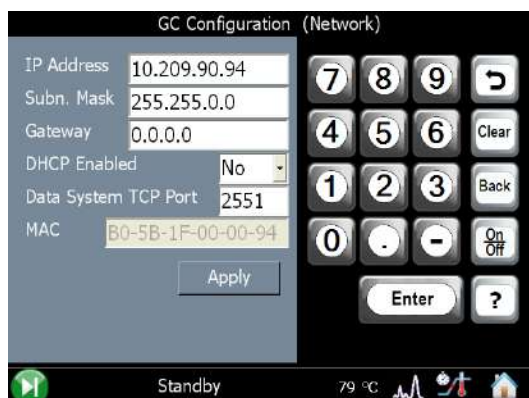 GC Configuration (Network)
IP Address 10.209.90.94
Subn. Mask 255.255.0.0
Gateway 0.0.0.0
DHCP Enabled No
Data System TCP Port 2551
MAC B0-5B-1F-00-00-94
Apply
7 8 9
4 5 6 Clear
1 2 3 Back
0 . - On/Off
Enter ?
Standby 79 °C